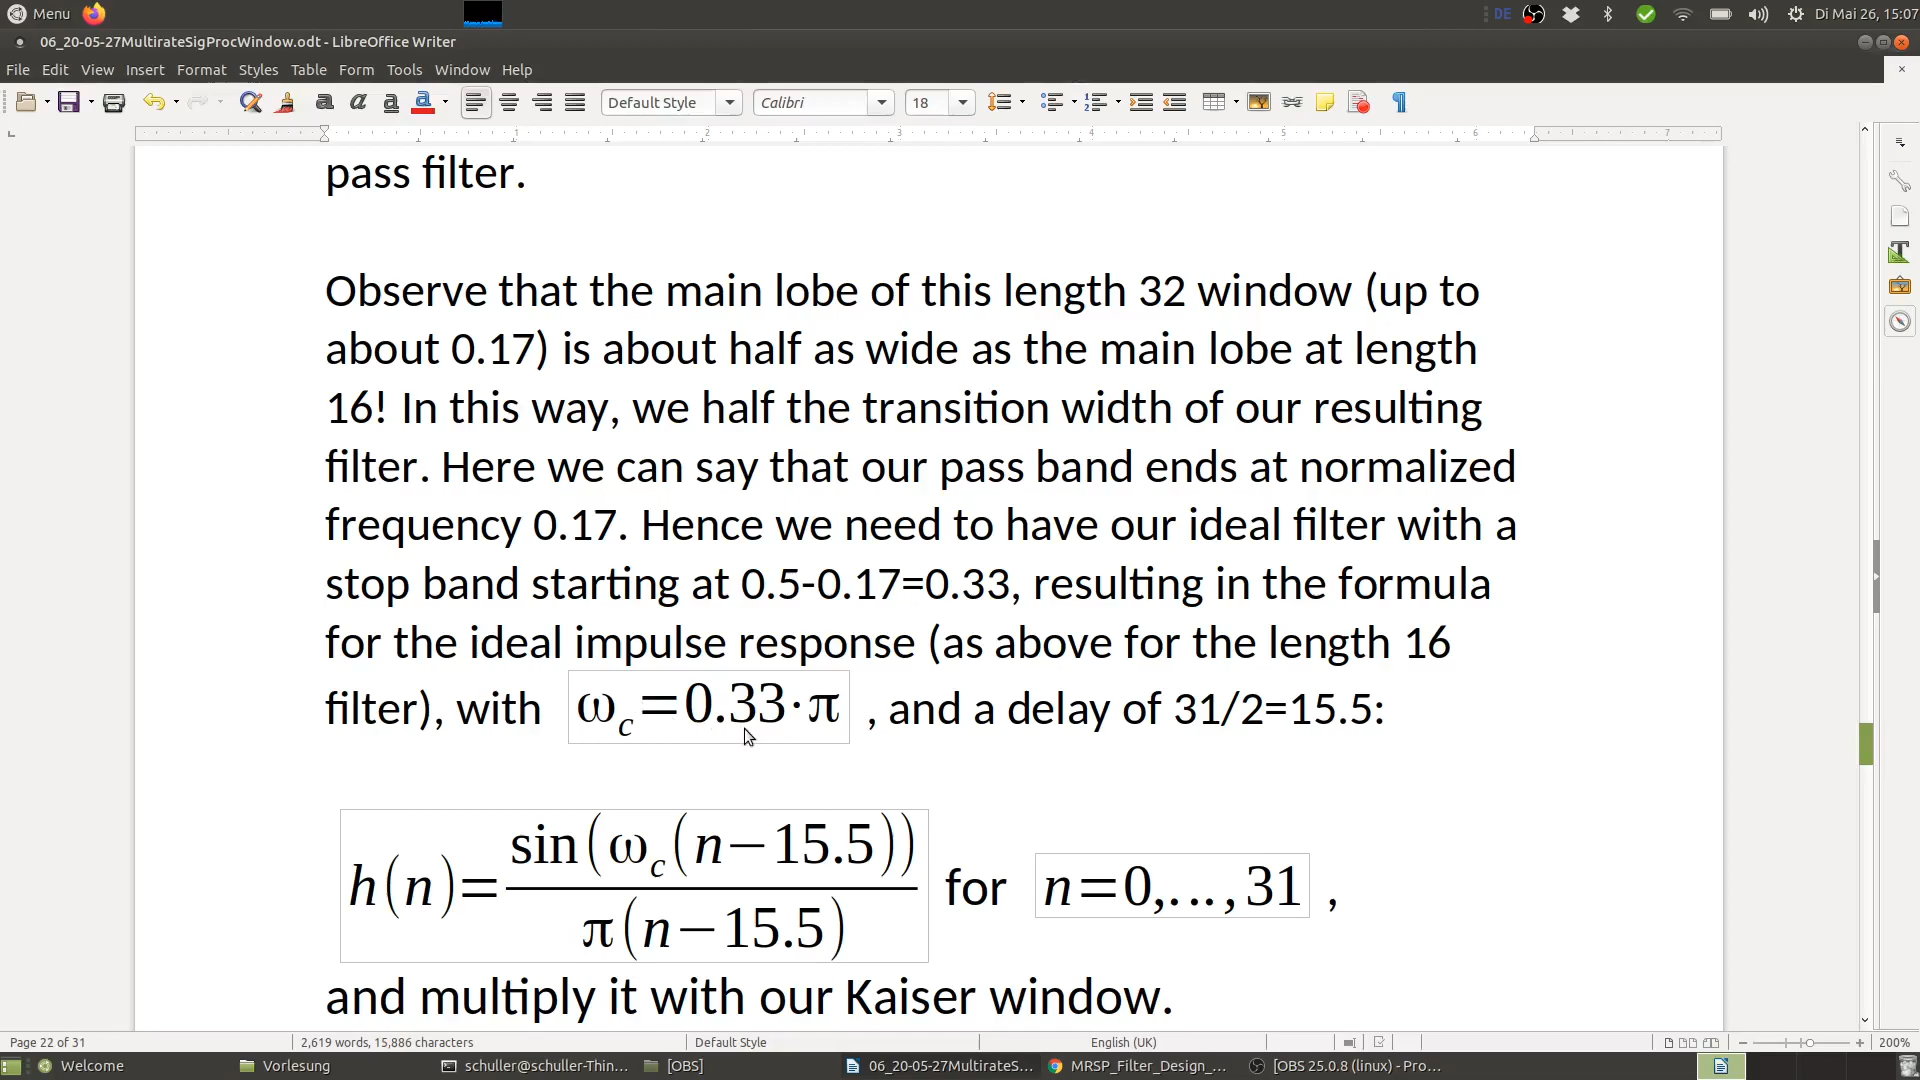 Menu DE Di Mai 26, 15:07
06_20-05-27MultirateSigProcWindow.odt - LibreOffice Writer
File Edit View Insert Format Styles Table Form Tools Window Help
Default Style Calibri 18
1 2 3 4 5 6 7
pass filter.
Observe that the main lobe of this length 32 window (up to
about 0.17) is about half as wide as the main lobe at length
16! In this way, we half the transition width of our resulting
filter. Here we can say that our pass band ends at normalized
frequency 0.17. Hence we need to have our ideal filter with a
stop band starting at 0.5-0.17=0.33, resulting in the formula
for the ideal impulse response (as above for the length 16
filter), with ω_c=0.33·π , and a delay of 31/2=15.5:
h(n)=sin(ω_c(n−15.5))/π(n−15.5) for n=0,...,31 ,
and multiply it with our Kaiser window.
Page 22 of 31 2,619 words, 15,886 characters Default Style English (UK) 200%
Welcome Vorlesung schuller@schuller-Thin... [OBS] 06_20-05-27MultirateS... MRSP_Filter_Design_... [OBS 25.0.8 (linux) - Pro...